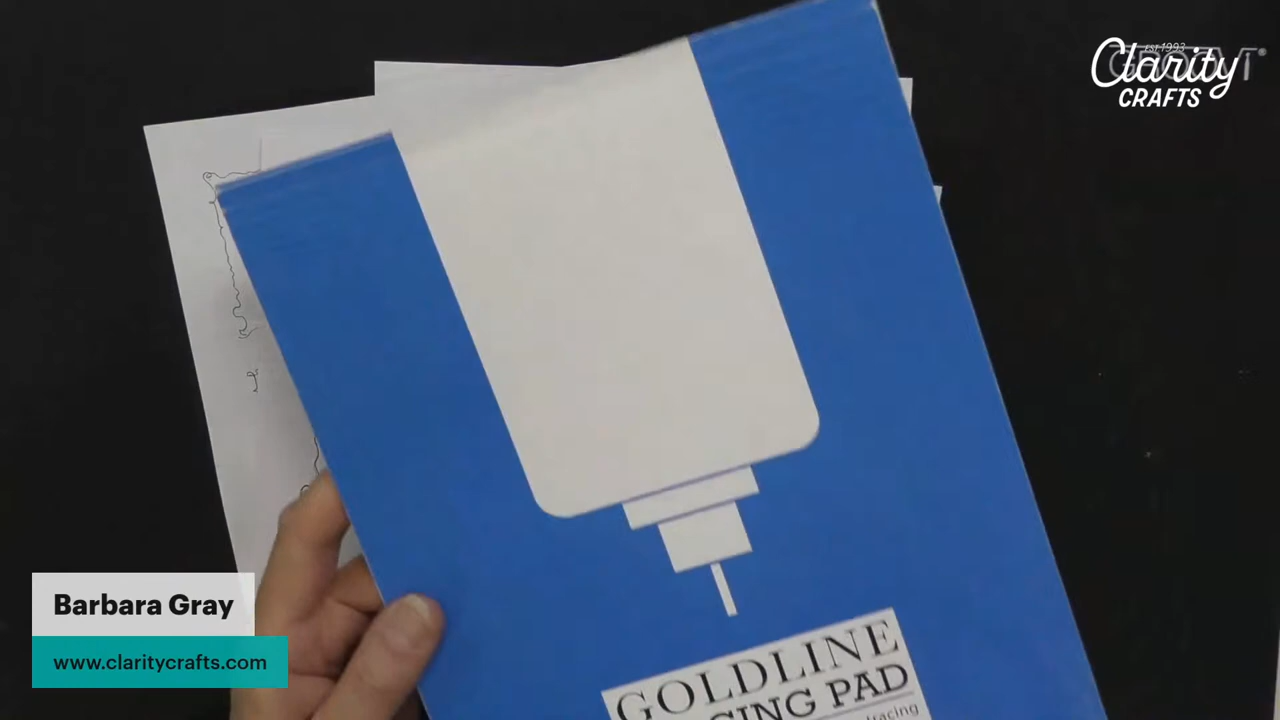 EST.1993
Clarity
CRAFTS
Barbara Gray
www.claritycrafts.com
GOLDLINE
CING PAD
tracing